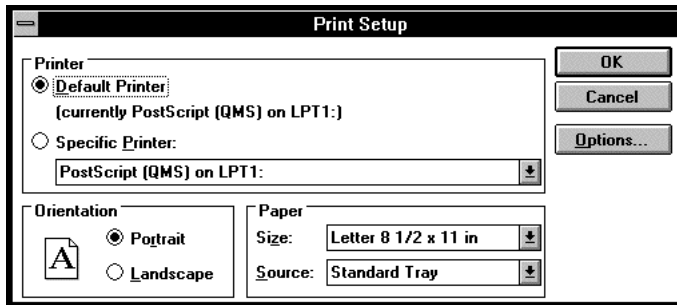 Print Setup
Printer
Default Printer
(currently PostScript (QMS) on LPT1:)
Specific Printer:
PostScript (QMS) on LPT1:
OK
Cancel
Options...
Orientation
A
Portrait
Landscape
Paper
Size: Letter 8 1/2 x 11 in
Source: Standard Tray